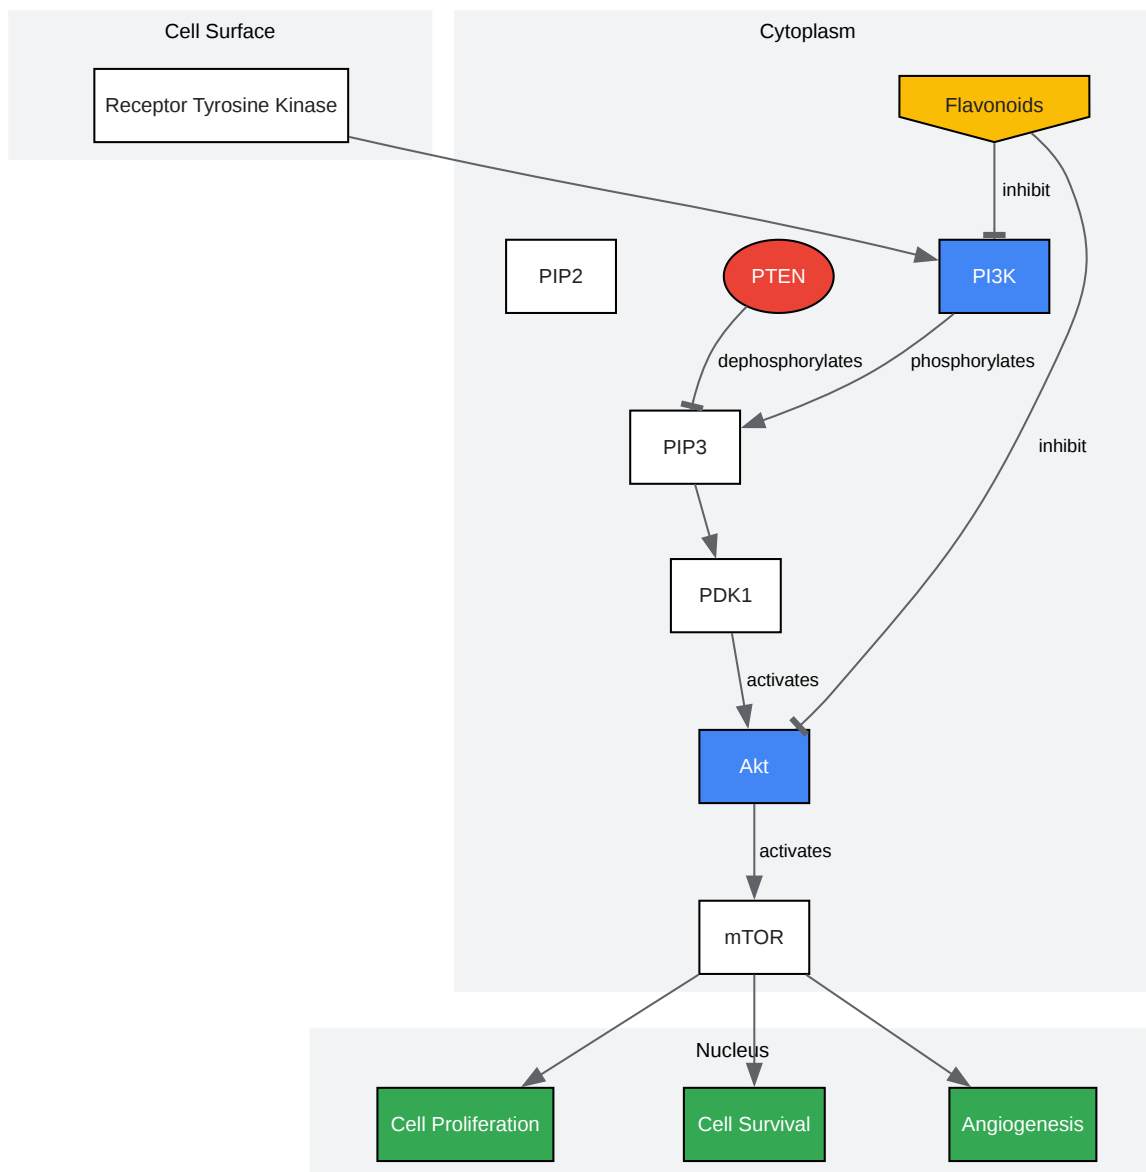 Cell Surface
Cytoplasm
Receptor Tyrosine Kinase
Flavonoids
inhibit
PIP2
PTEN
PI3K
dephosphorylates
phosphorylates
PIP3
inhibit
PDK1
activates
Akt
activates
mTOR
Nucleus
Cell Proliferation
Cell Survival
Angiogenesis